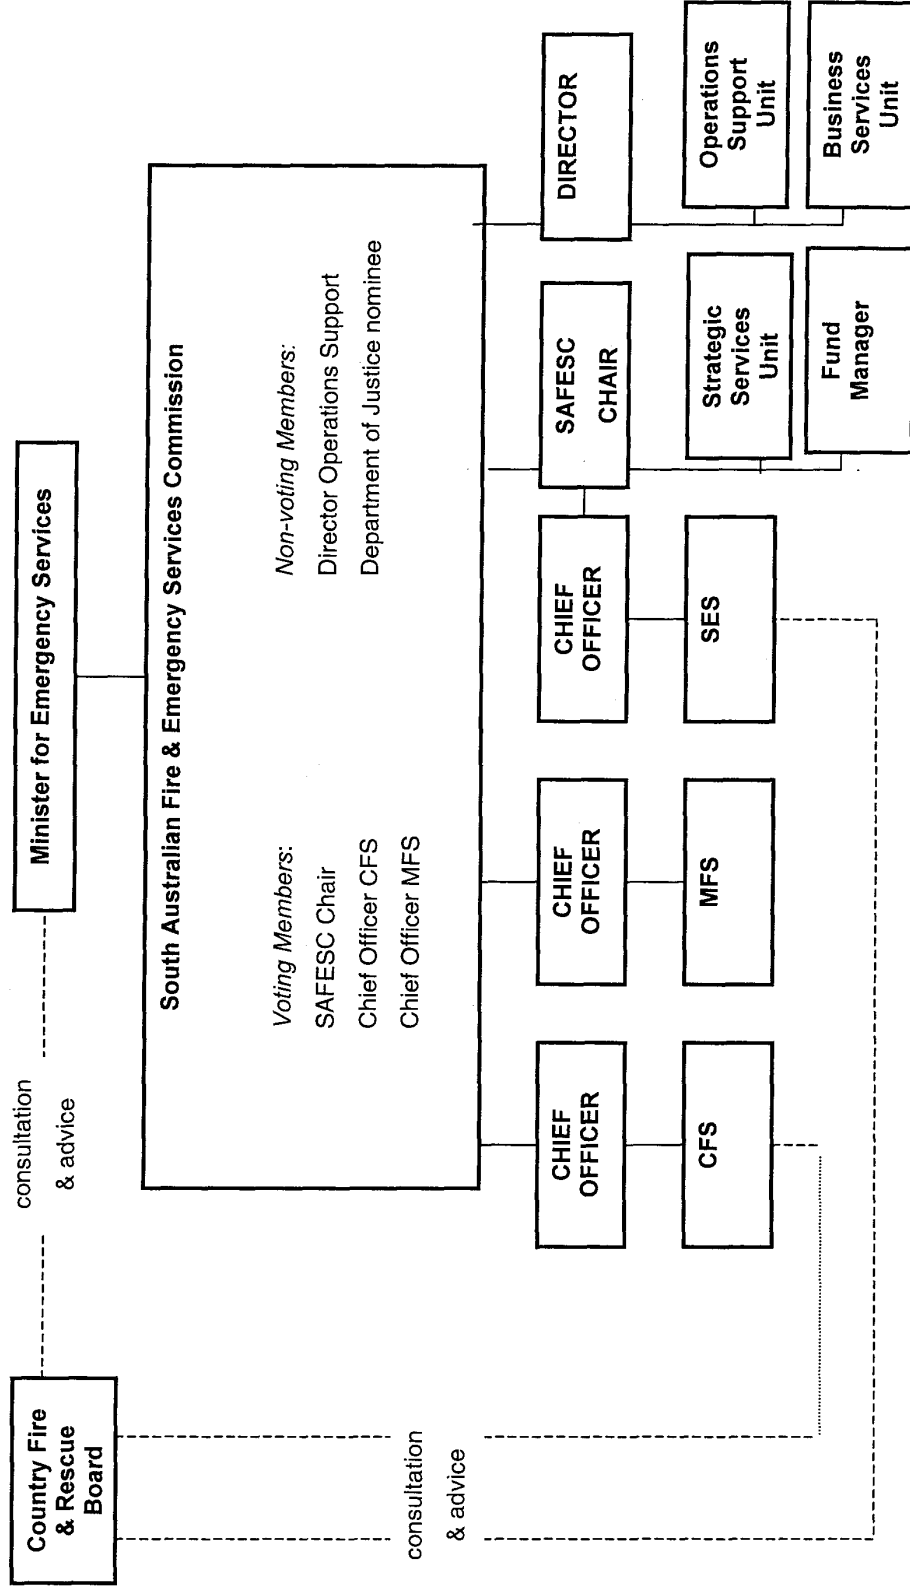 Minister for Emergency Services
Country Fire
& Rescue
Board
consultation
& advice
South Australian Fire & Emergency Services Commission
Voting Members:
SAFESC Chair
Chief Officer CFS
Chief Officer MFS
Non-voting Members:
Director Operations Support
Department of Justice nominee
consultation
& advice
CHIEF
OFFICER
CHIEF
OFFICER
CHIEF
OFFICER
SAFESC
CHAIR
DIRECTOR
CFS
MFS
SES
Strategic
Services
Unit
Operations
Support
Unit
Fund
Manager
Business
Services
Unit